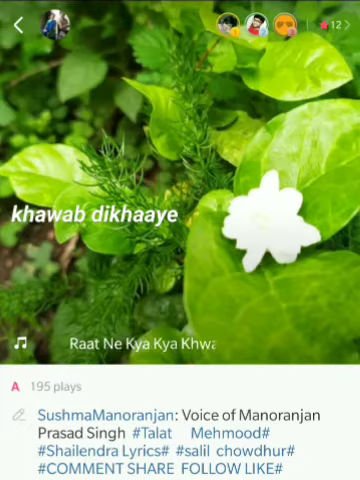 12
khawab dikhaaye
Raat Ne Kya Kya Khwa
A 195 plays
SushmaManoranjan: Voice of Manoranjan
Prasad Singh #Talat Mehmood#
#Shailendra Lyrics# #salil chowdhur#
#COMMENT SHARE FOLLOW LIKE#